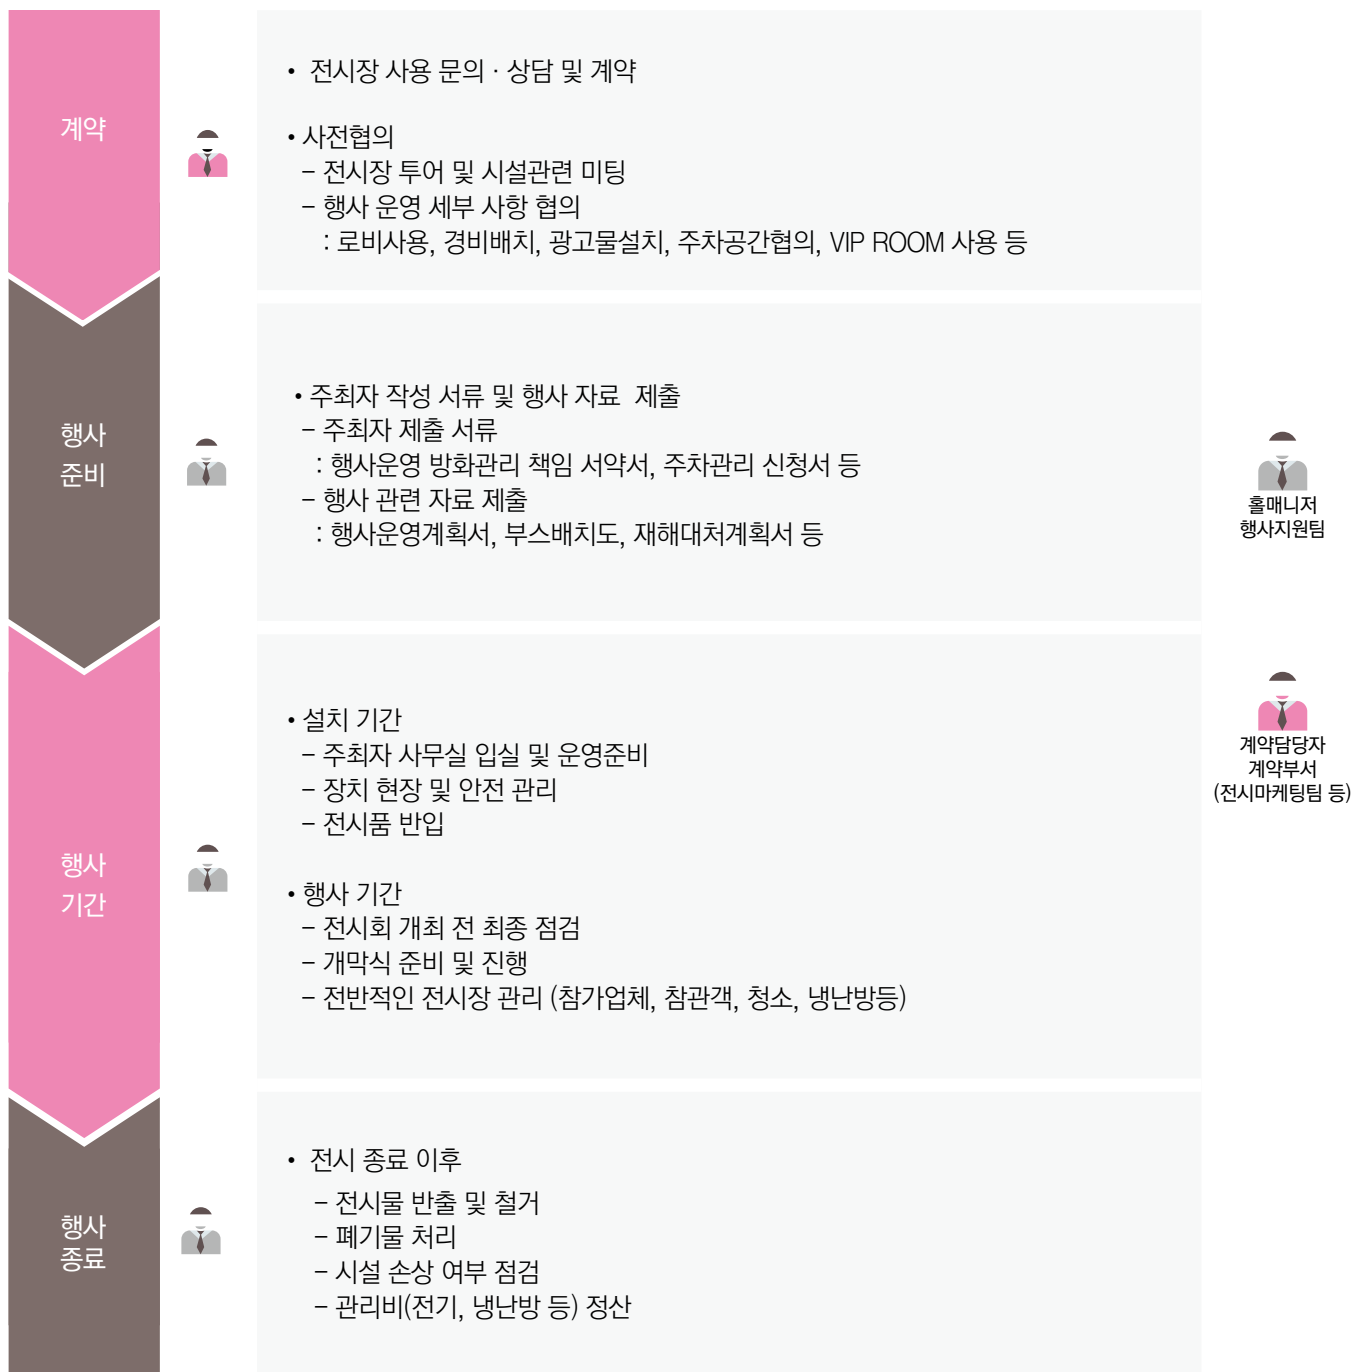 계약
• 전시장 사용 문의 · 상담 및 계약
• 사전협의
– 전시장 투어 및 시설관련 미팅
– 행사 운영 세부 사항 협의
: 로비사용, 경비배치, 광고물설치, 주차공간협의, VIP ROOM 사용 등
행사
준비
• 주최자 작성 서류 및 행사 자료 제출
– 주최자 제출 서류
: 행사운영 방화관리 책임 서약서, 주차관리 신청서 등
– 행사 관련 자료 제출
: 행사운영계획서, 부스배치도, 재해대처계획서 등
홀매니저
행사지원팀
행사
기간
• 설치 기간
– 주최자 사무실 입실 및 운영준비
– 장치 현장 및 안전 관리
– 전시품 반입
• 행사 기간
– 전시회 개최 전 최종 점검
– 개막식 준비 및 진행
– 전반적인 전시장 관리 (참가업체, 참관객, 청소, 냉난방등)
계약담당자
계약부서
(전시마케팅팀 등)
행사
종료
• 전시 종료 이후
– 전시물 반출 및 철거
– 폐기물 처리
– 시설 손상 여부 점검
– 관리비(전기, 냉난방 등) 정산